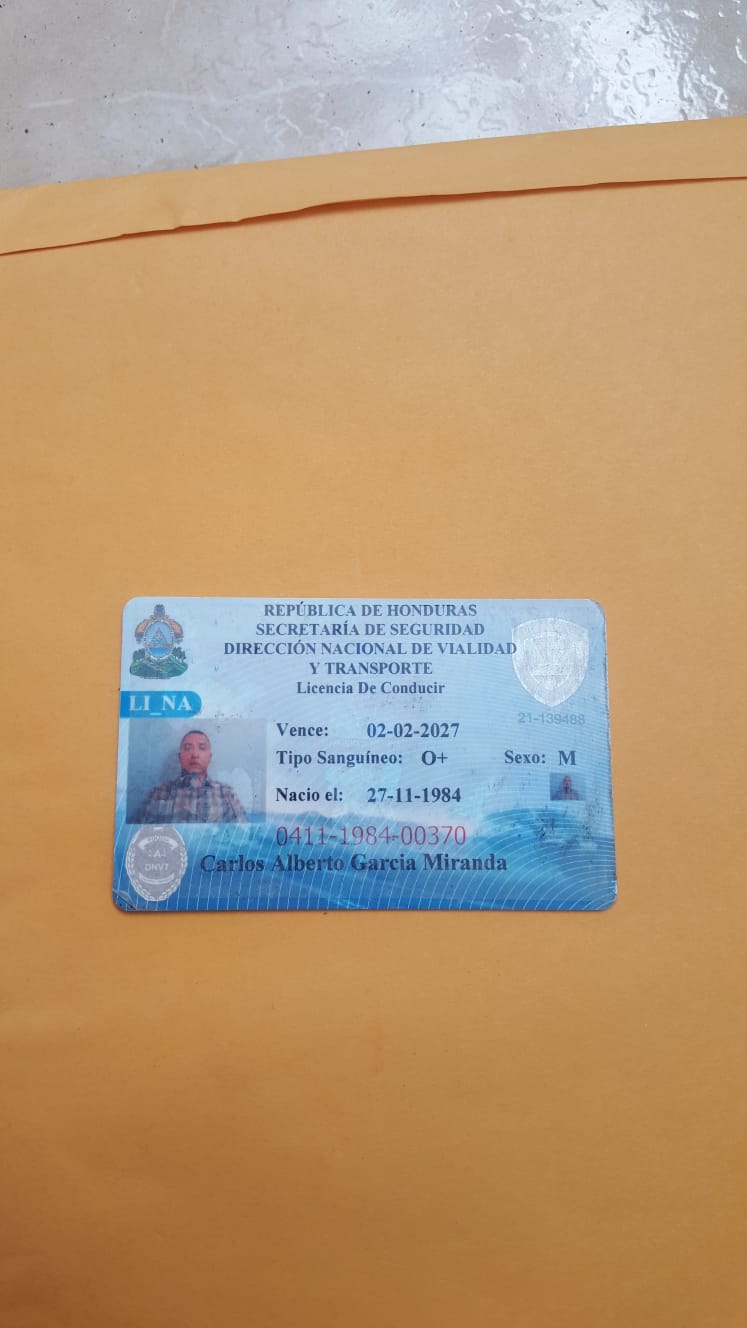 REPÚBLICA DE HONDURAS
SECRETARÍA DE SEGURIDAD
DIRECCIÓN NACIONAL DE VIALIDAD
Y TRANSPORTE
Licencia De Conducir
LI_NA
21-139488
Vence: 02-02-2027
Tipo Sanguíneo: O+ Sexo: M
Nacio el: 27-11-1984
0411-1984-00370
DNVT
Carlos Alberto Garcia Miranda